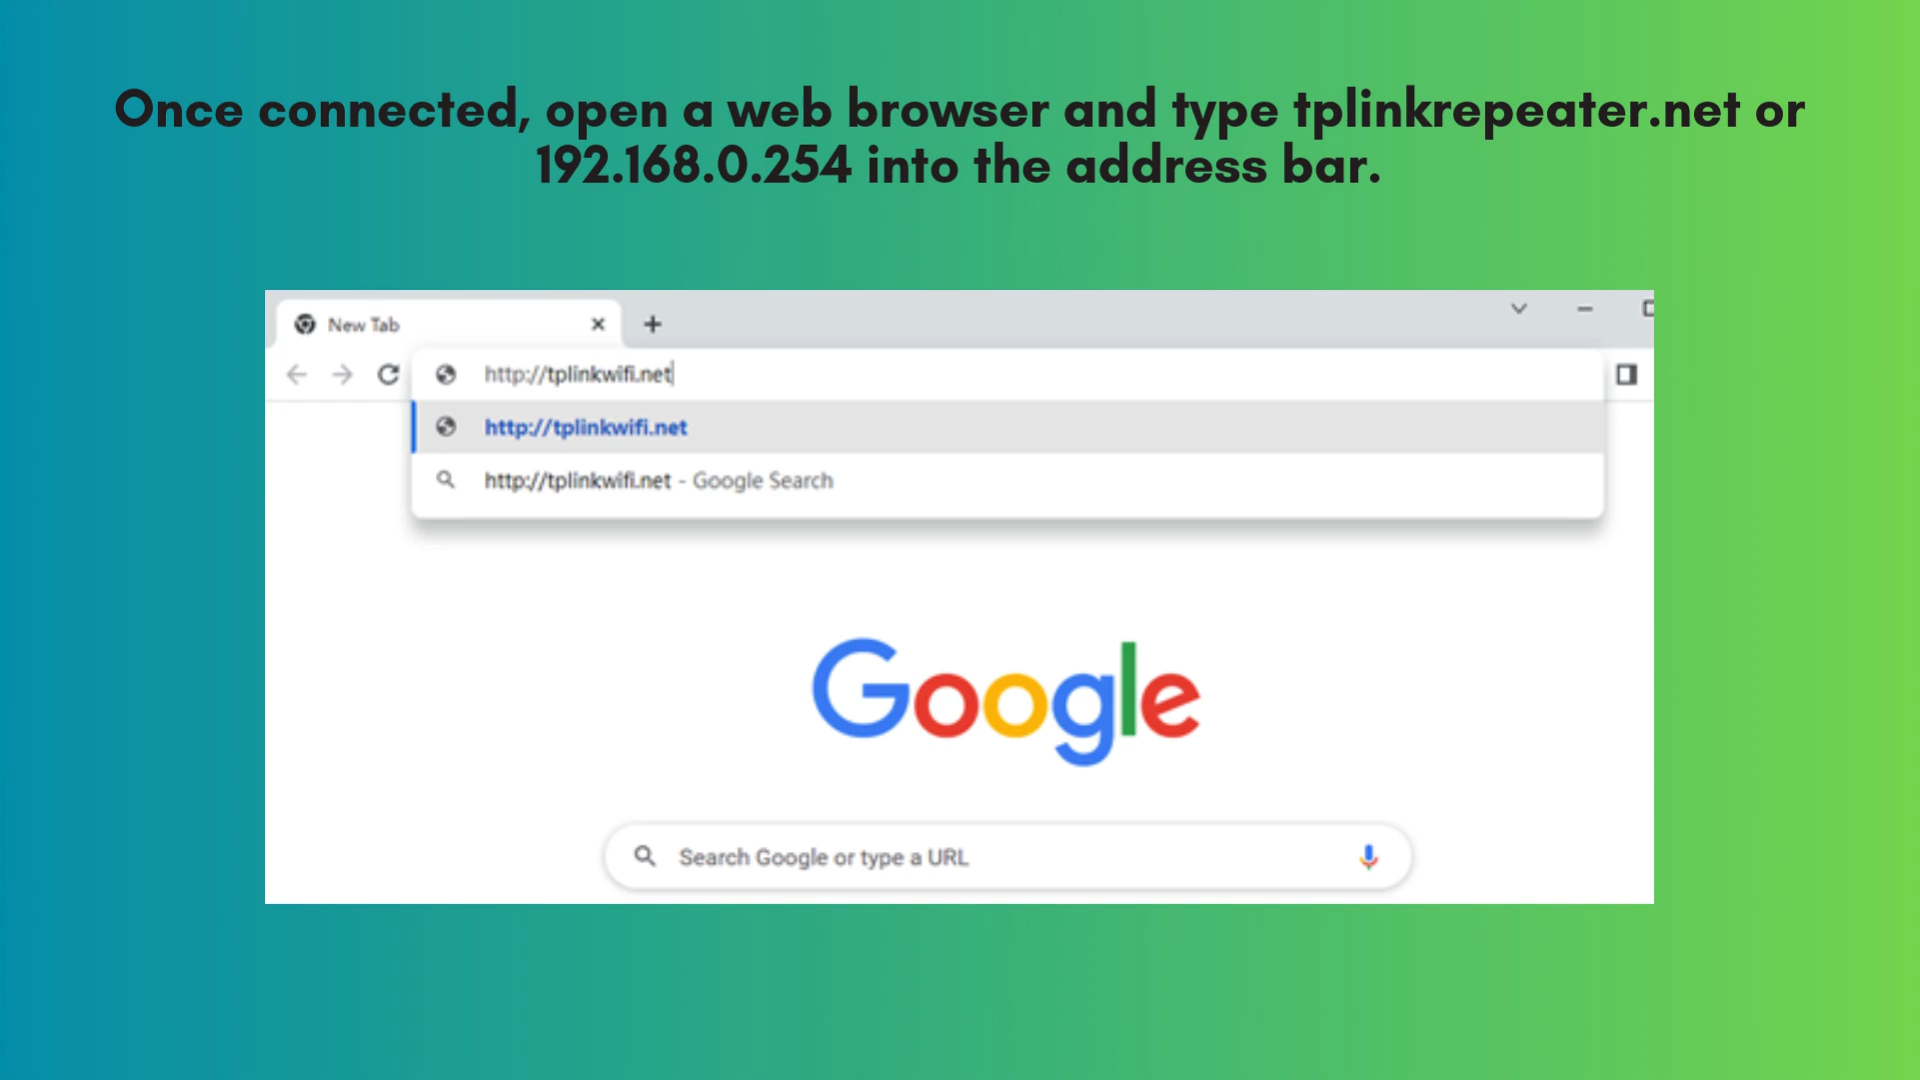 Once connected, open a web browser and type tplinkrepeater.net or
192.168.0.254 into the address bar.
New Tab
http://tplinkwifi.net
http://tplinkwifi.net
http://tplinkwifi.net - Google Search
Google
Search Google or type a URL